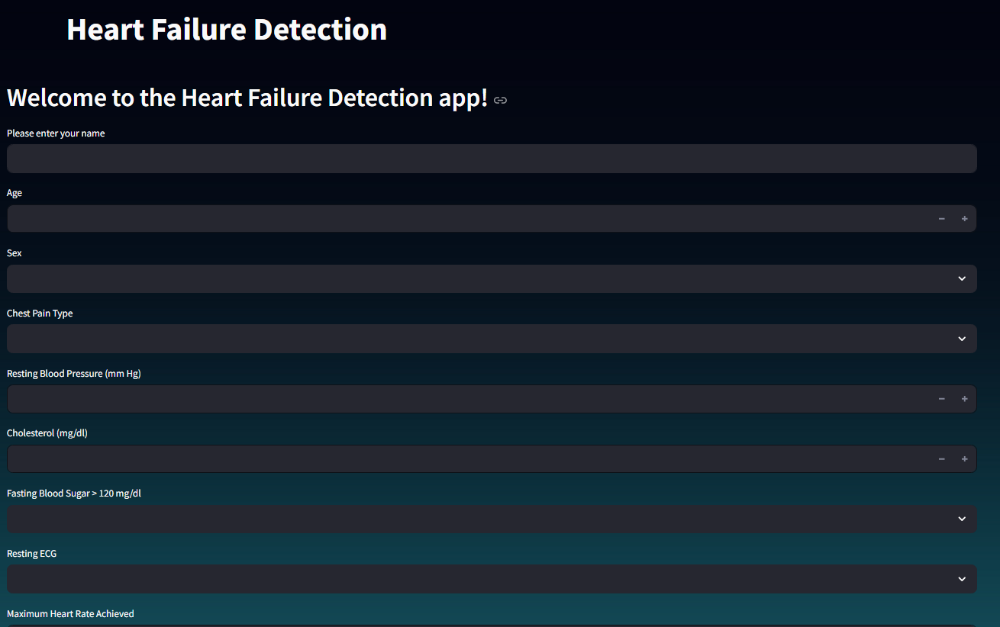 Heart Failure Detection
Welcome to the Heart Failure Detection app!
Please enter your name
Age
Sex
Chest Pain Type
Resting Blood Pressure (mm Hg)
Cholesterol (mg/dl)
Fasting Blood Sugar > 120 mg/dl
Resting ECG
Maximum Heart Rate Achieved